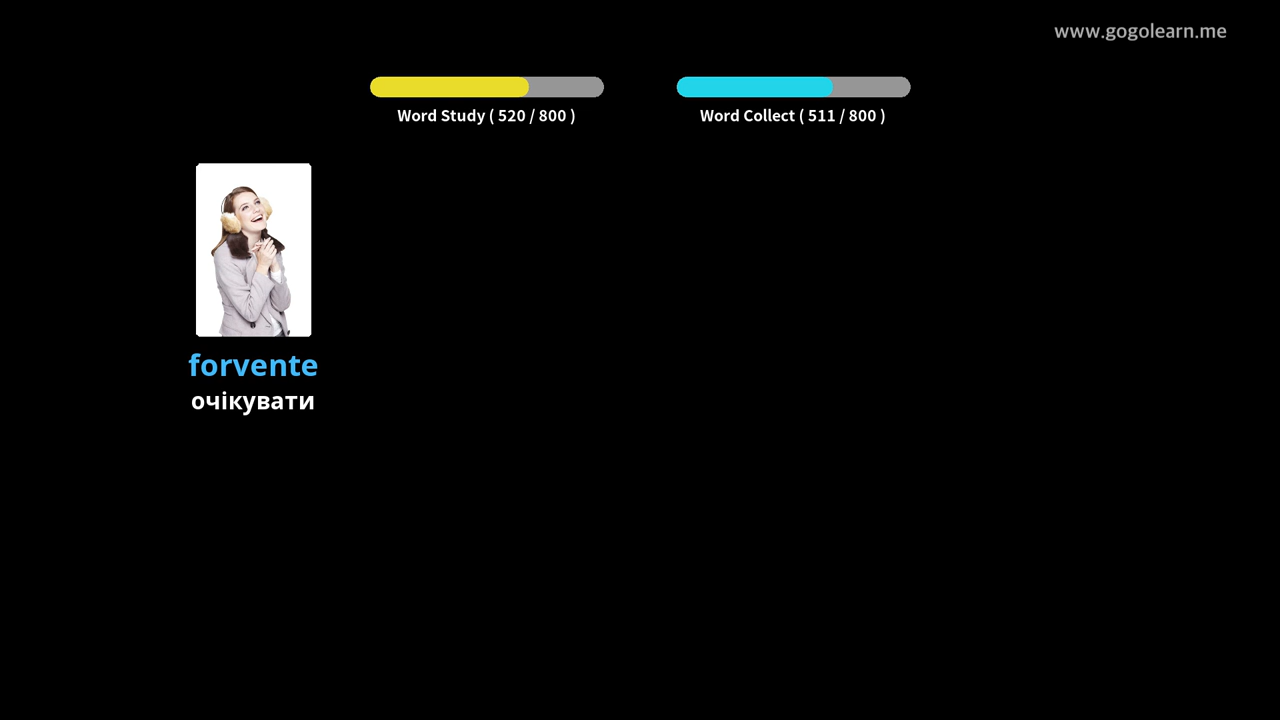 www.gogolearn.me
Word Study ( 520 / 800 )
Word Collect ( 511 / 800 )
forvente
очікувати